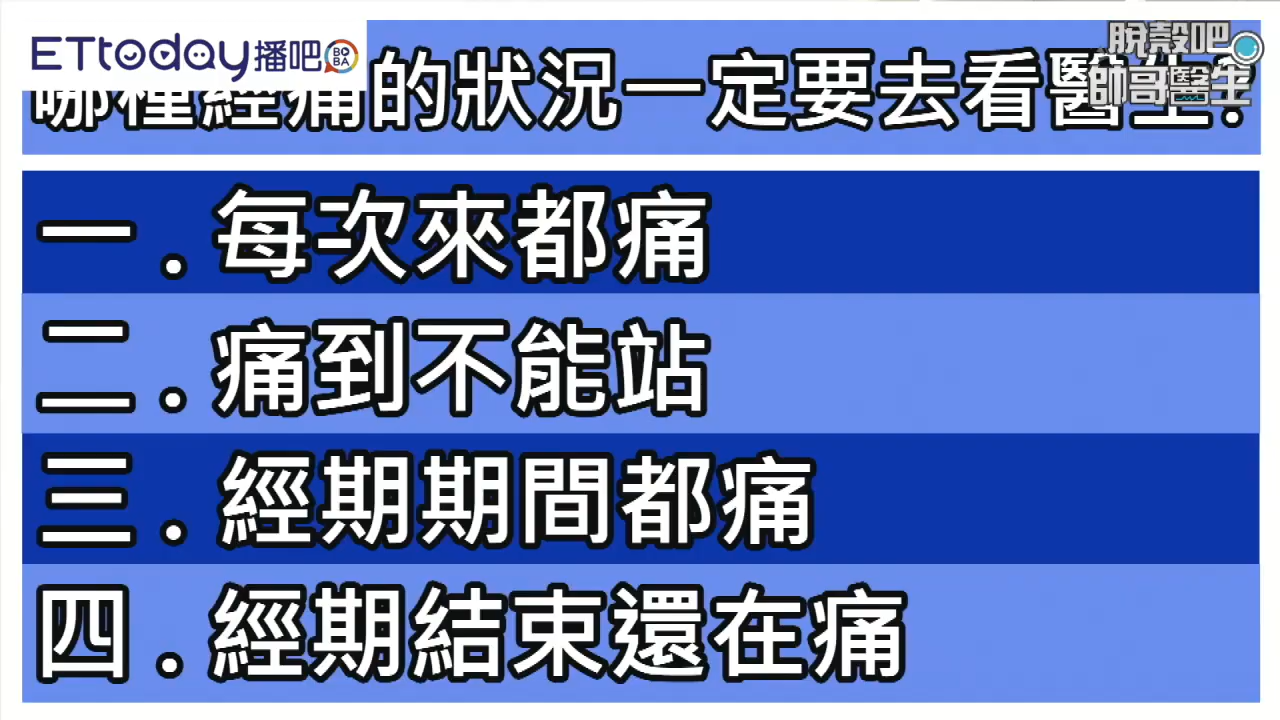 ETtoday播吧 BOBA
脫殼吧
帥哥醫生
哪種經痛的狀況一定要去看醫生?
一.每次來都痛
二.痛到不能站
三.經期期間都痛
四.經期結束還在痛